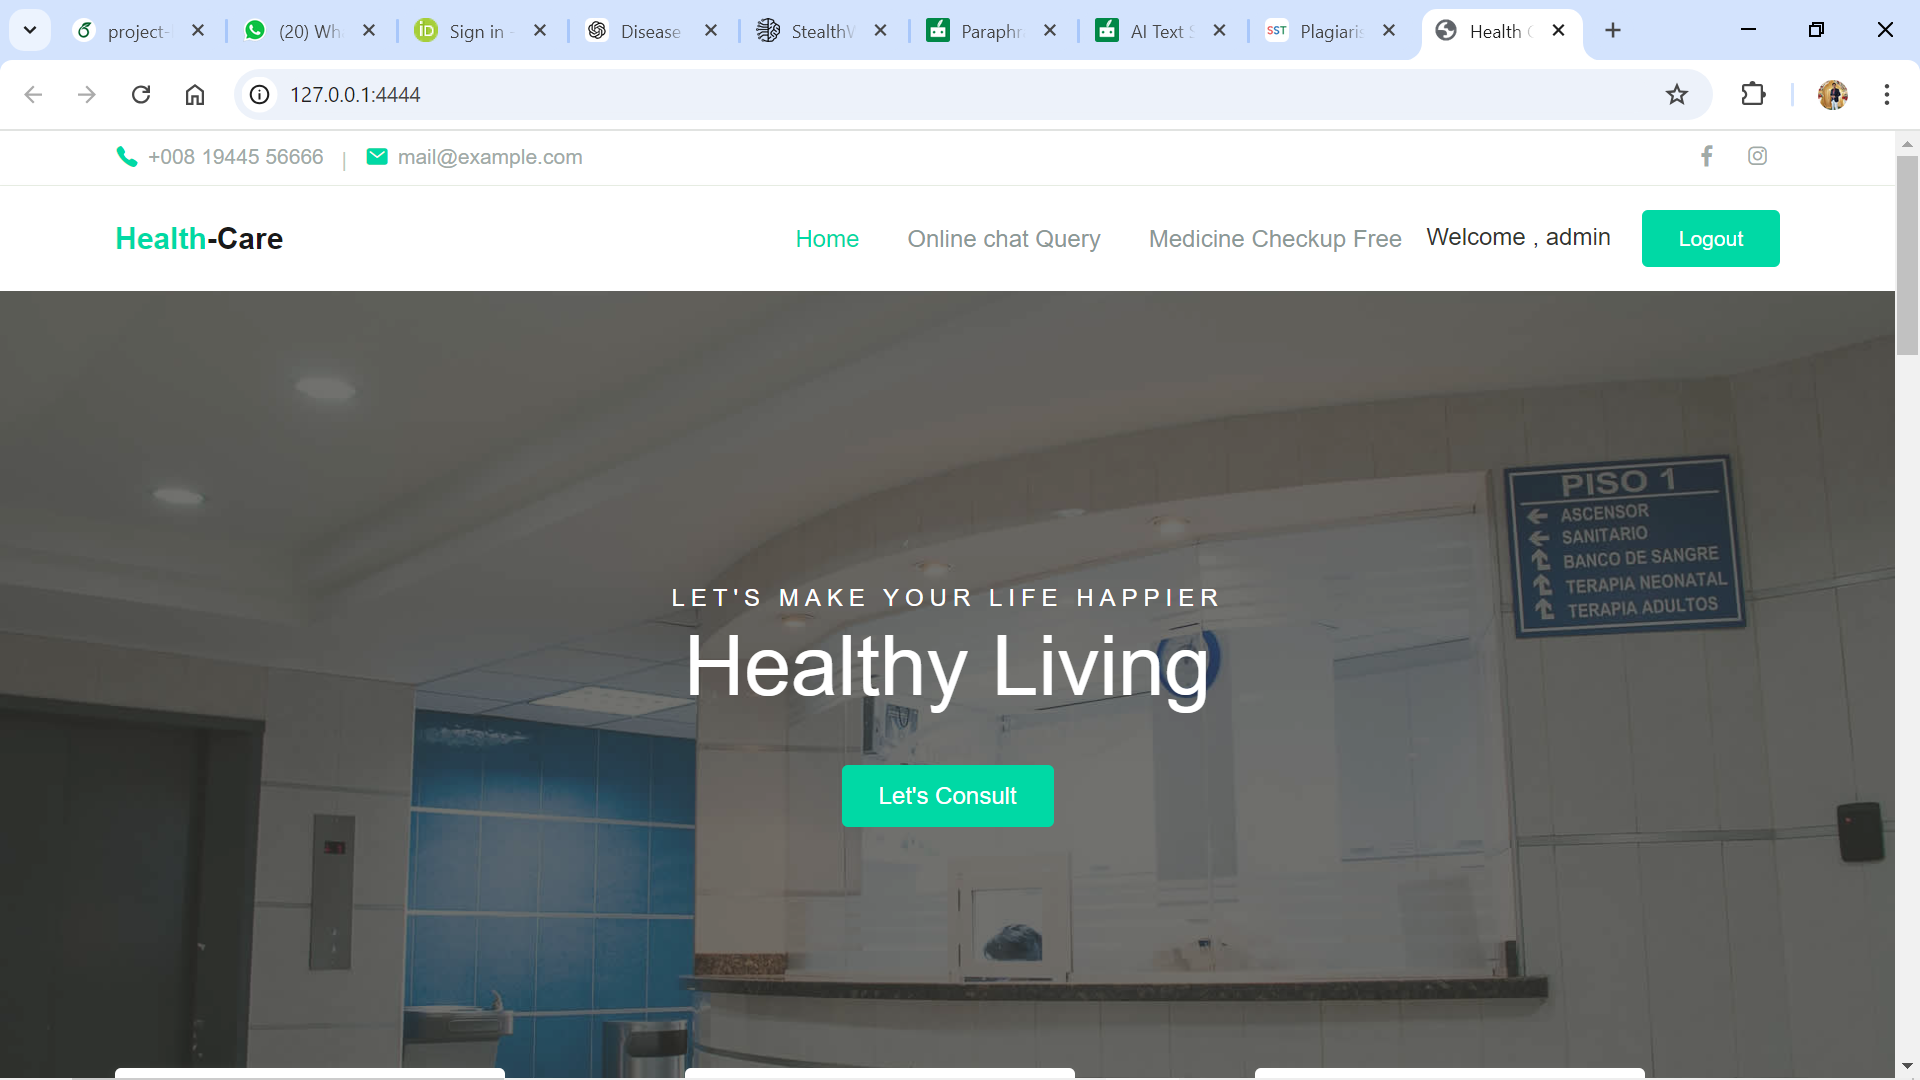 project-
(20) Wh
Sign in -
Disease
StealthW
Paraphr
AI Text S
SST
Plagiaris
Health C
127.0.0.1:4444
+008 19445 56666 | mail@example.com
Health-Care
Home
Online chat Query
Medicine Checkup Free
Welcome , admin
Logout
PISO 1
ASCENSOR
SANITARIO
BANCO DE SANGRE
TERAPIA NEONATAL
TERAPIA ADULTOS
LET'S MAKE YOUR LIFE HAPPIER
Healthy Living
Let's Consult